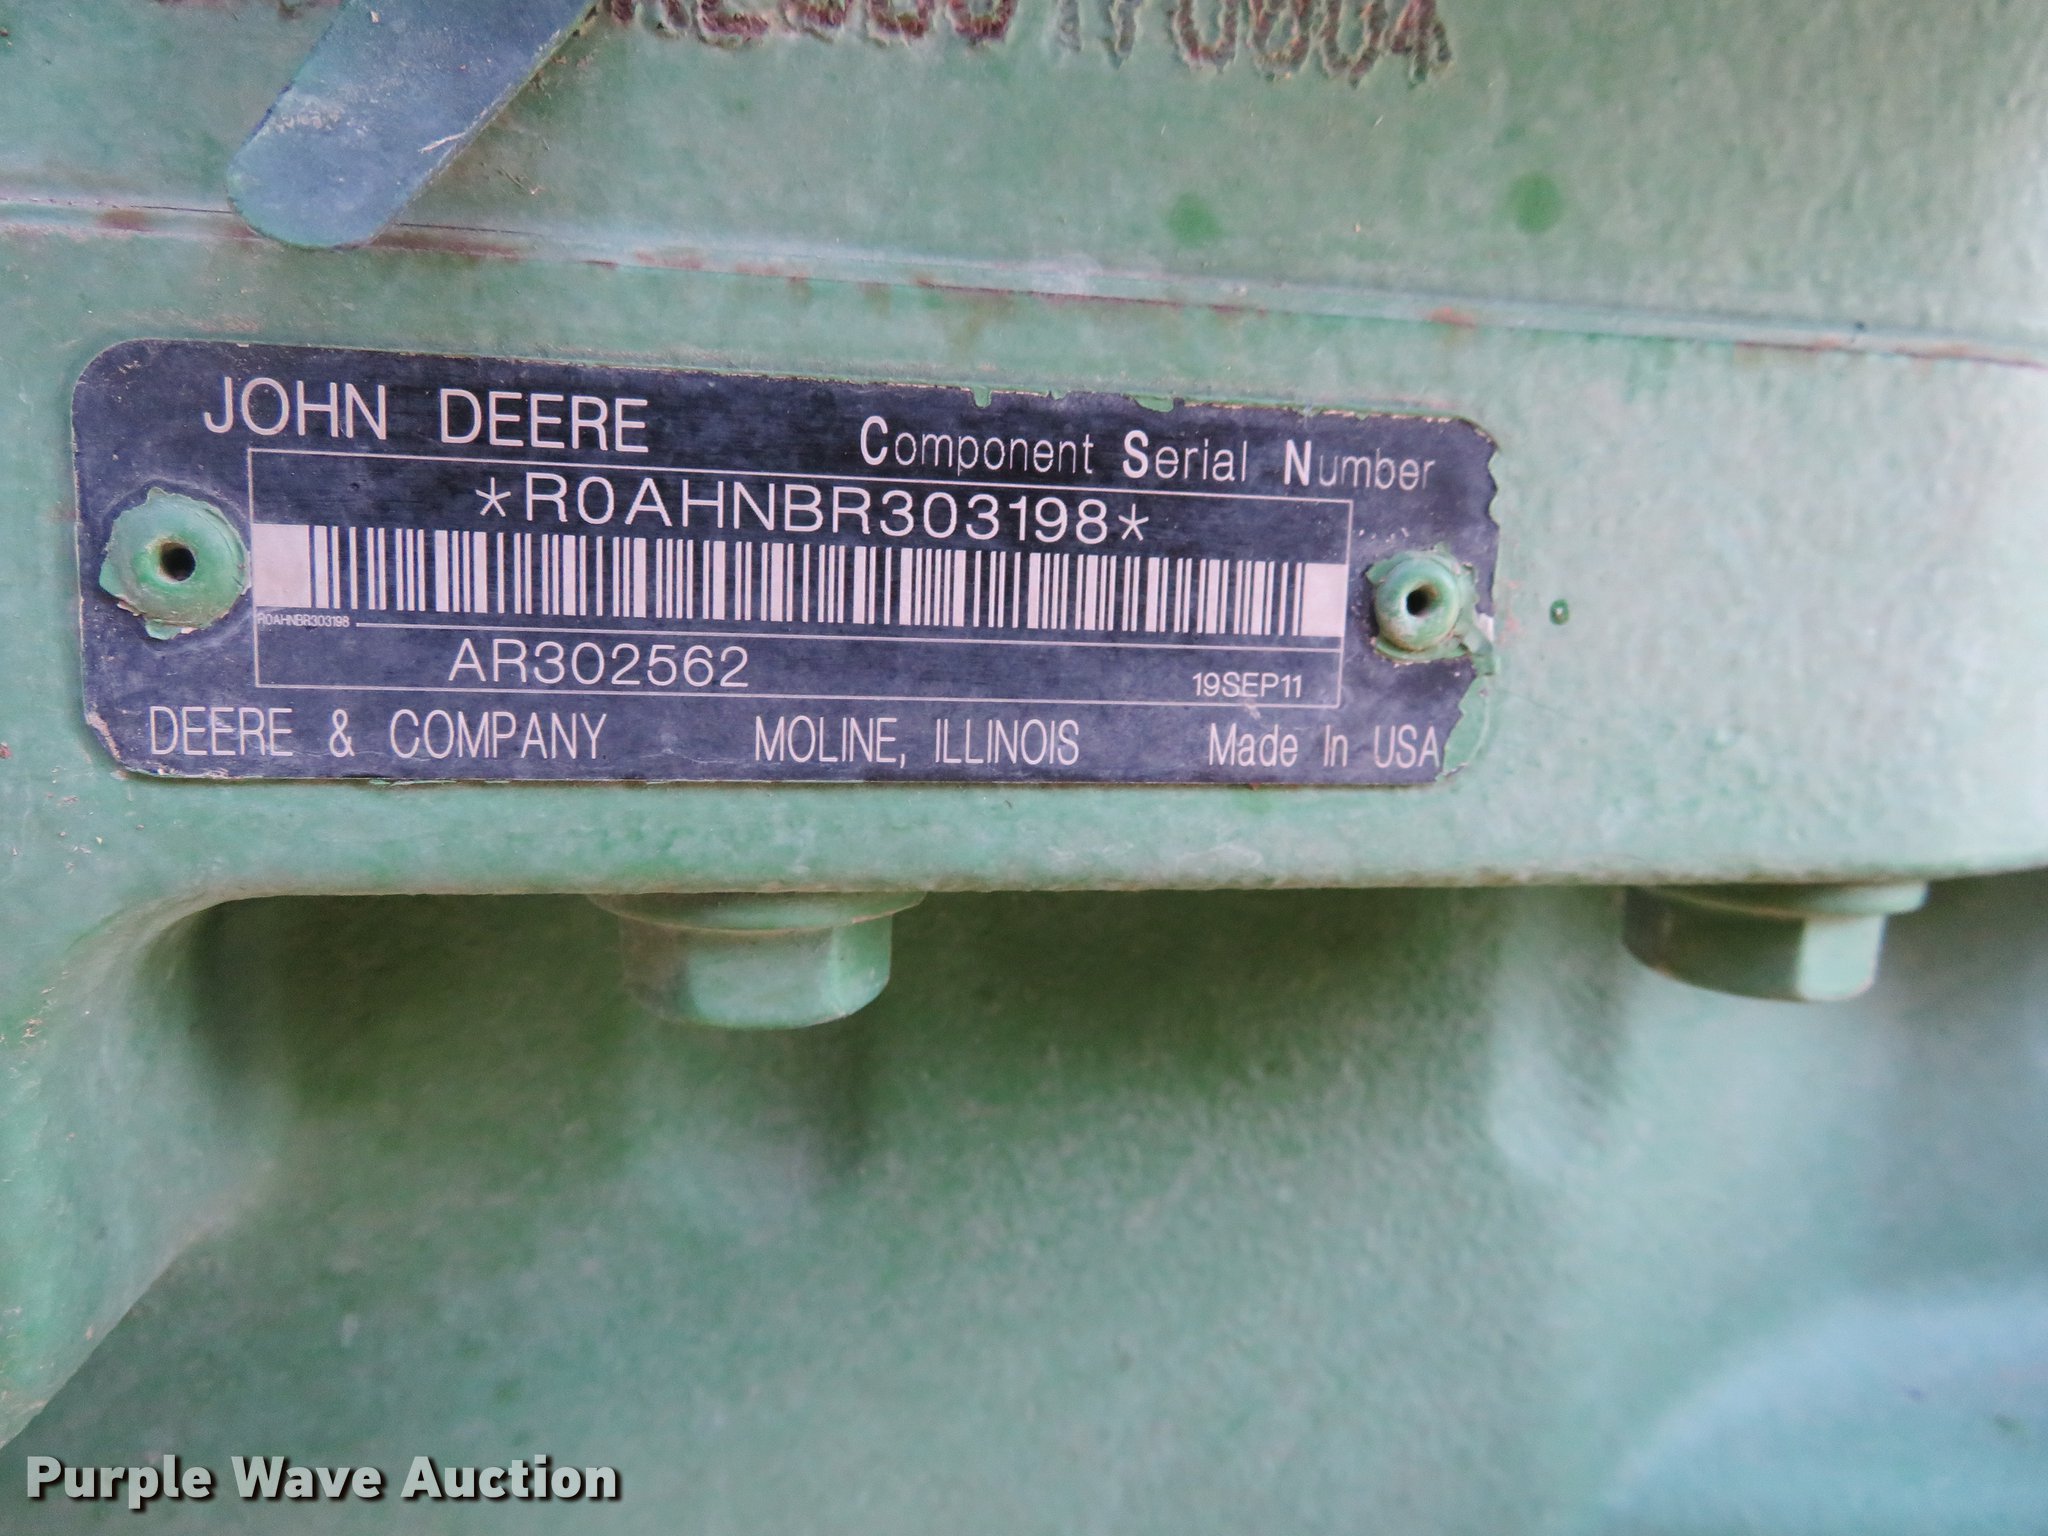 JOHN DEERE Component Serial Number
*R0AHNBR303198*
R0AHNBR303198
AR302562 19SEP11
DEERE & COMPANY MOLINE, ILLINOIS Made In USA
Purple Wave Auction